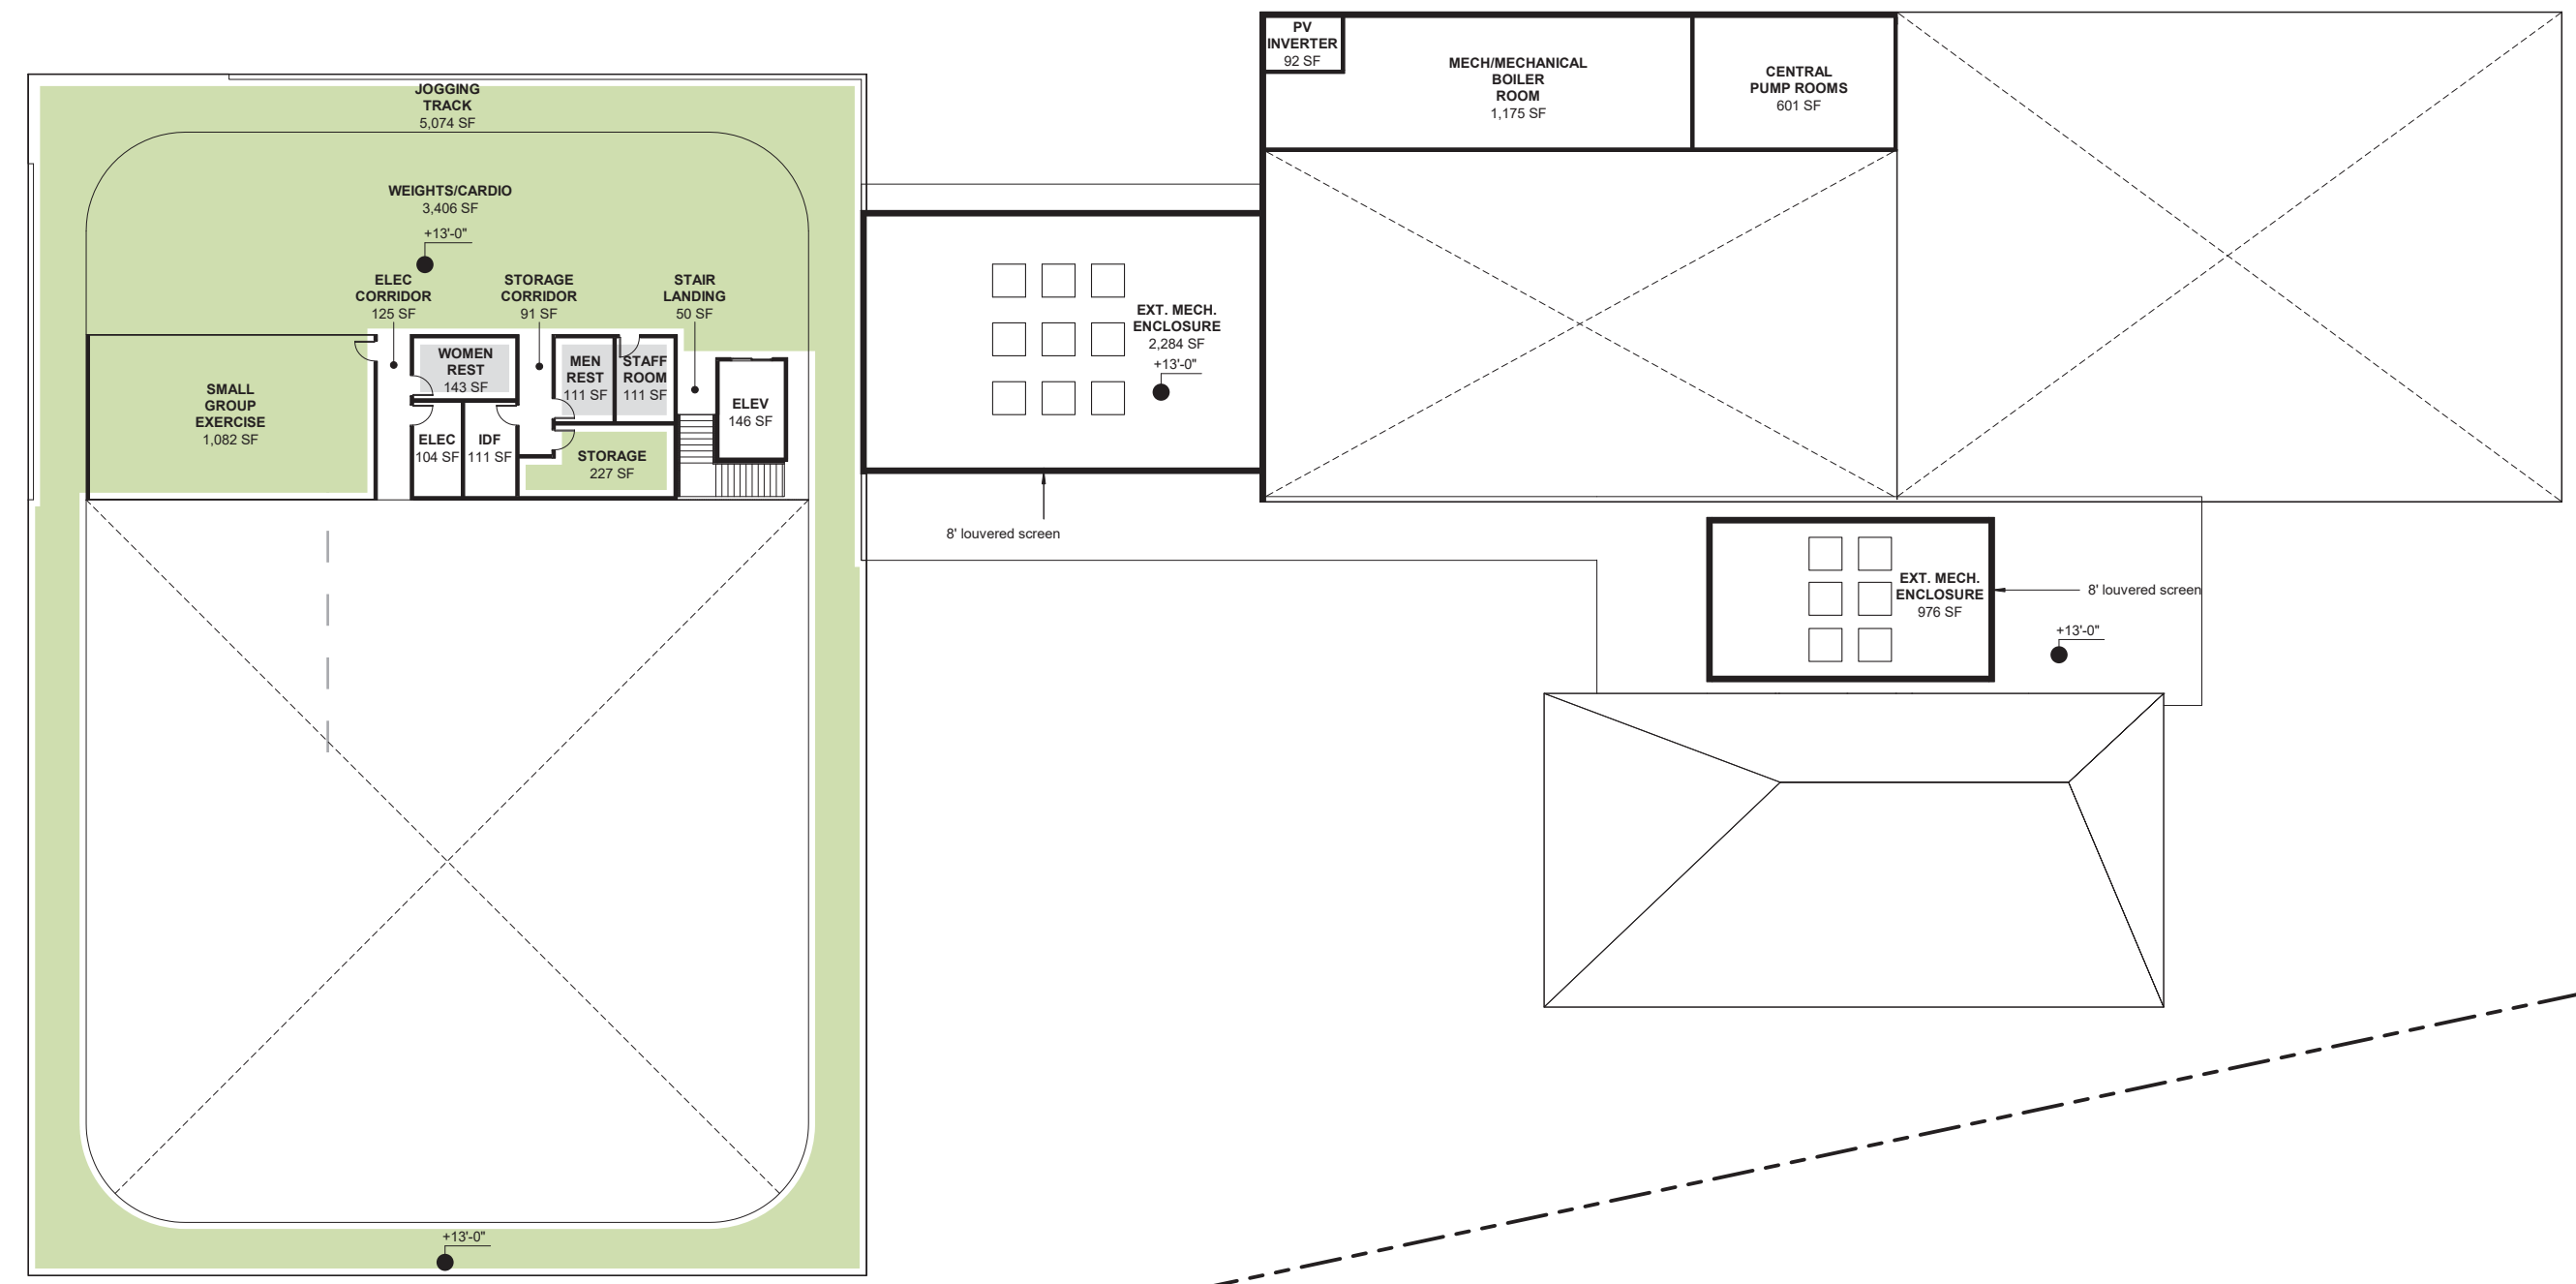 JOGGING
TRACK
5,074 SF
WEIGHTS/CARDIO
3,406 SF
+13'-0"
ELEC
CORRIDOR
125 SF
STORAGE
CORRIDOR
91 SF
STAIR
LANDING
50 SF
SMALL
GROUP
EXERCISE
1,082 SF
WOMEN
REST
143 SF
MEN
REST
111 SF
STAFF
ROOM
111 SF
ELEV
146 SF
ELEC
104 SF
IDF
111 SF
STORAGE
227 SF
+13'-0"
PV
INVERTER
92 SF
MECH/MECHANICAL
BOILER
ROOM
1,175 SF
CENTRAL
PUMP ROOMS
601 SF
EXT. MECH.
ENCLOSURE
2,284 SF
+13'-0"
8' louvered screen
EXT. MECH.
ENCLOSURE
976 SF
8' louvered screen
+13'-0"